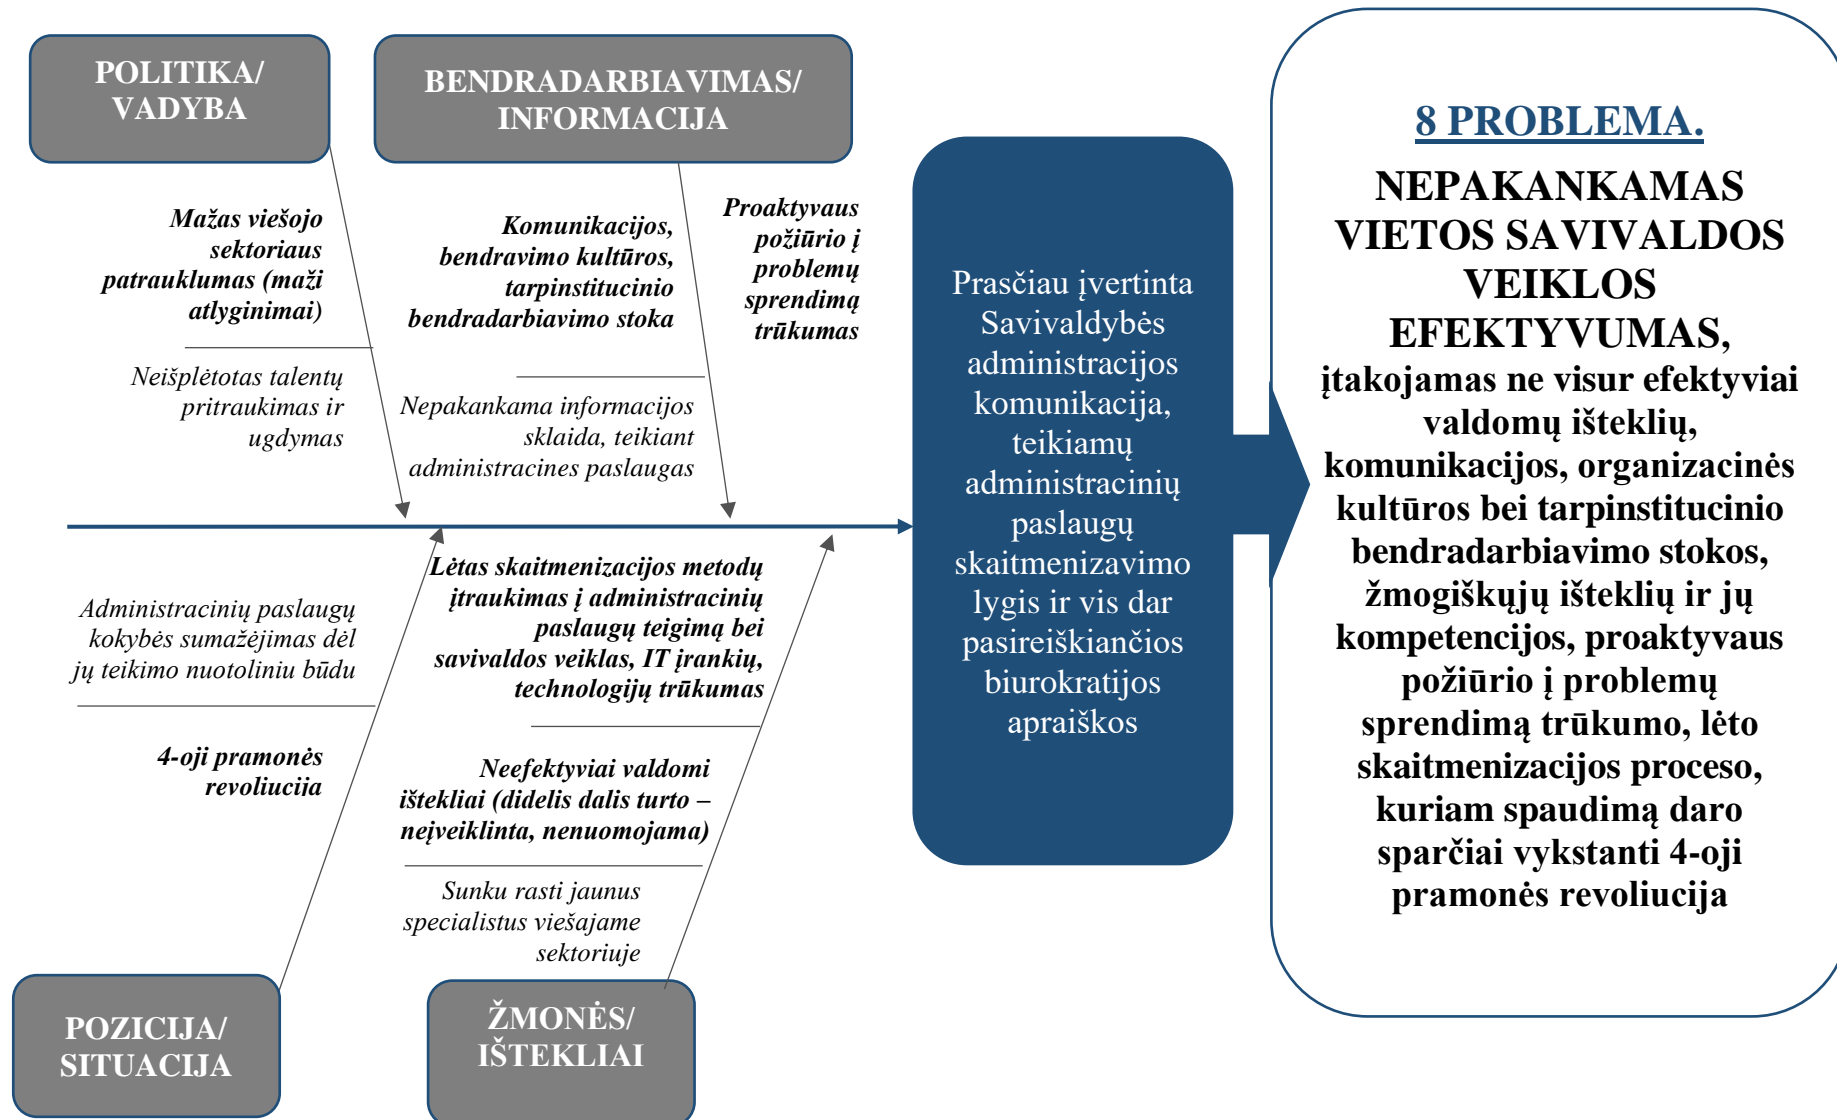 POLITIKA/
VADYBA
BENDRADARBIAVIMAS/
INFORMACIJA
Mažas viešojo
sektoriaus
patrauklumas (maži
atlyginimai)
Neišplėtotas talentų
pritraukimas ir
ugdymas
Komunikacijos,
bendravimo kultūros,
tarpinstitucinio
bendradarbiavimo stoka
Nepakankama informacijos
sklaida, teikiant
administracines paslaugas
Proaktyvaus
požiūrio į
problemų
sprendimą
trūkumas
Administracinių paslaugų
kokybės sumažėjimas dėl
jų teikimo nuotoliniu būdu
4-oji pramonės
revoliucija
Lėtas skaitmenizacijos metodų
įtraukimas į administracinių
paslaugų teigimą bei
savivaldos veiklas, IT įrankių,
technologijų trūkumas
Neefektyviai valdomi
ištekliai (didelis dalis turto –
neįveiklinta, nenuomojama)
Sunku rasti jaunus
specialistus viešajame
sektoriuje
POZICIJA/
SITUACIJA
ŽMONĖS/
IŠTEKLIAI
Prasčiau įvertinta
Savivaldybės
administracijos
komunikacija,
teikiamų
administracinių
paslaugų
skaitmenizavimo
lygis ir vis dar
pasireiškiančios
biurokratijos
apraiškos
8 PROBLEMA.
NEPAKANKAMAS
VIETOS SAVIVALDOS
VEIKLOS
EFEKTYVUMAS,
įtakojamas ne visur efektyviai
valdomų išteklių,
komunikacijos, organizacinės
kultūros bei tarpinstitucinio
bendradarbiavimo stokos,
žmogiškųjų išteklių ir jų
kompetencijos, proaktyvaus
požiūrio į problemų
sprendimą trūkumo, lėto
skaitmenizacijos proceso,
kuriam spaudimą daro
sparčiai vykstanti 4-oji
pramonės revoliucija